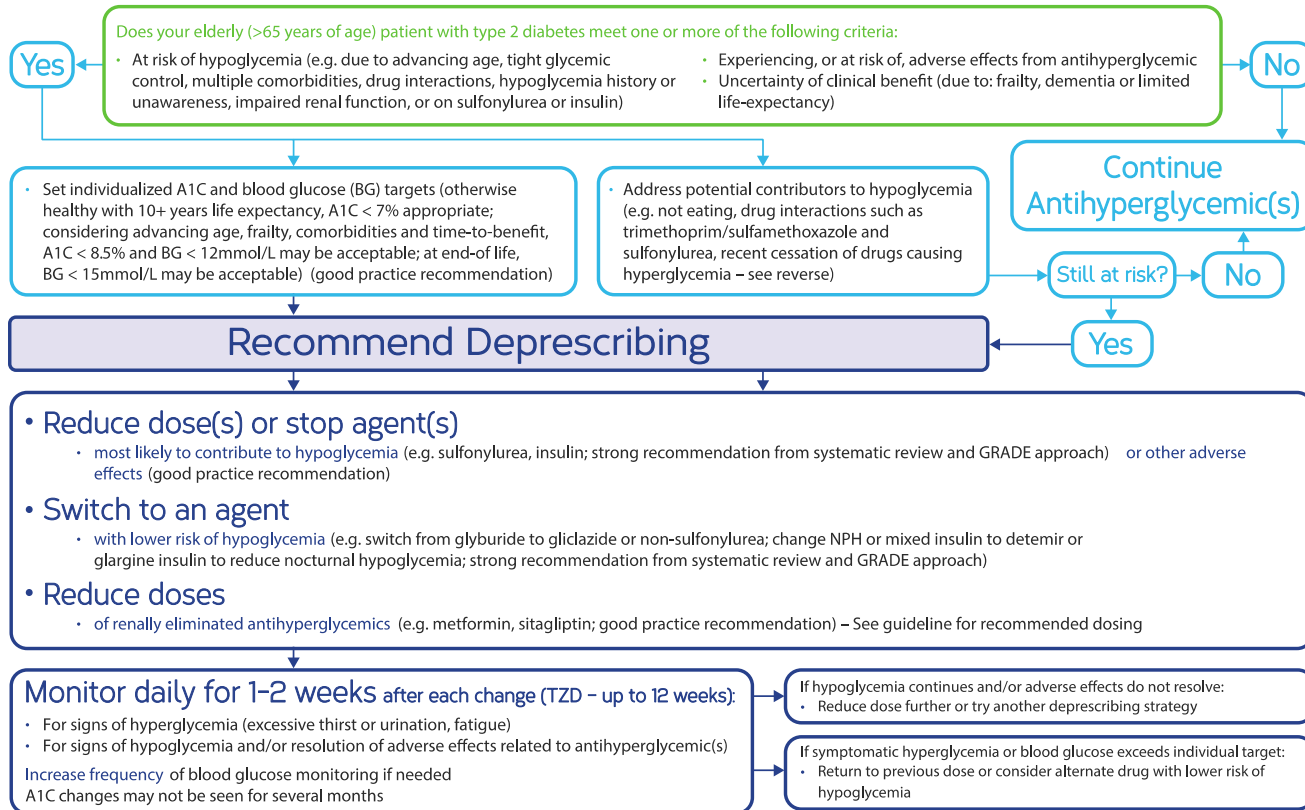 Does your elderly (>65 years of age) patient with type 2 diabetes meet one or more of the following criteria:
Yes
• At risk of hypoglycemia (e.g. due to advancing age, tight glycemic
control, multiple comorbidities, drug interactions, hypoglycemia history or
unawareness, impaired renal function, or on sulfonylurea or insulin)
• Experiencing, or at risk of, adverse effects from antihyperglycemic
• Uncertainty of clinical benefit (due to: frailty, dementia or limited
life-expectancy)
No
• Set individualized A1C and blood glucose (BG) targets (otherwise
healthy with 10+ years life expectancy, A1C < 7% appropriate;
considering advancing age, frailty, comorbidities and time-to-benefit,
A1C < 8.5% and BG < 12mmol/L may be acceptable; at end-of life,
BG < 15mmol/L may be acceptable) (good practice recommendation)
• Address potential contributors to hypoglycemia
(e.g. not eating, drug interactions such as
trimethoprim/sulfamethoxazole and
sulfonylurea, recent cessation of drugs causing
hyperglycemia – see reverse)
Continue
Antihyperglycemic(s)
Still at risk?
No
Yes
Recommend Deprescribing
• Reduce dose(s) or stop agent(s)
• most likely to contribute to hypoglycemia (e.g. sulfonylurea, insulin; strong recommendation from systematic review and GRADE approach) or other adverse
effects (good practice recommendation)
• Switch to an agent
• with lower risk of hypoglycemia (e.g. switch from glyburide to gliclazide or non-sulfonylurea; change NPH or mixed insulin to detemir or
glargine insulin to reduce nocturnal hypoglycemia; strong recommendation from systematic review and GRADE approach)
• Reduce doses
• of renally eliminated antihyperglycemics (e.g. metformin, sitagliptin; good practice recommendation) – See guideline for recommended dosing
Monitor daily for 1-2 weeks after each change (TZD – up to 12 weeks):
• For signs of hyperglycemia (excessive thirst or urination, fatigue)
• For signs of hypoglycemia and/or resolution of adverse effects related to antihyperglycemic(s)
Increase frequency of blood glucose monitoring if needed
A1C changes may not be seen for several months
If hypoglycemia continues and/or adverse effects do not resolve:
• Reduce dose further or try another deprescribing strategy
If symptomatic hyperglycemia or blood glucose exceeds individual target:
• Return to previous dose or consider alternate drug with lower risk of
hypoglycemia